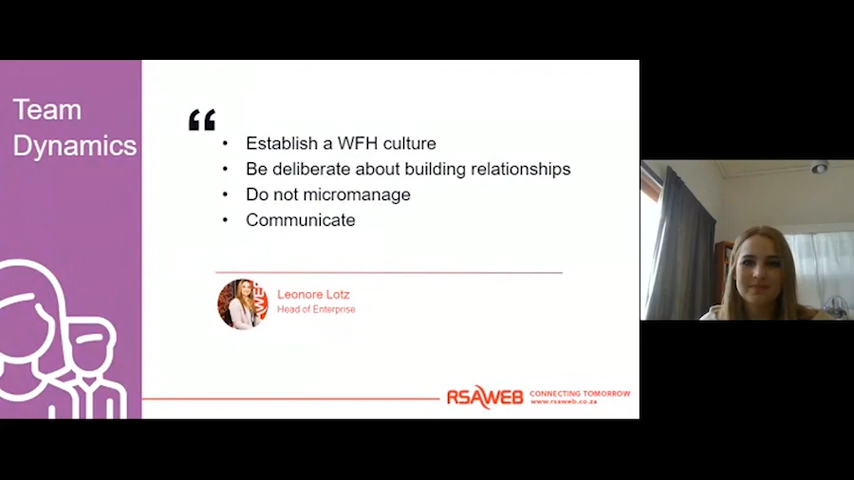 Team
Dynamics
“
• Establish a WFH culture
• Be deliberate about building relationships
• Do not micromanage
• Communicate
Leonore Lotz
Head of Enterprise
RSAWEB CONNECTING TOMORROW
www.rsaweb.co.za